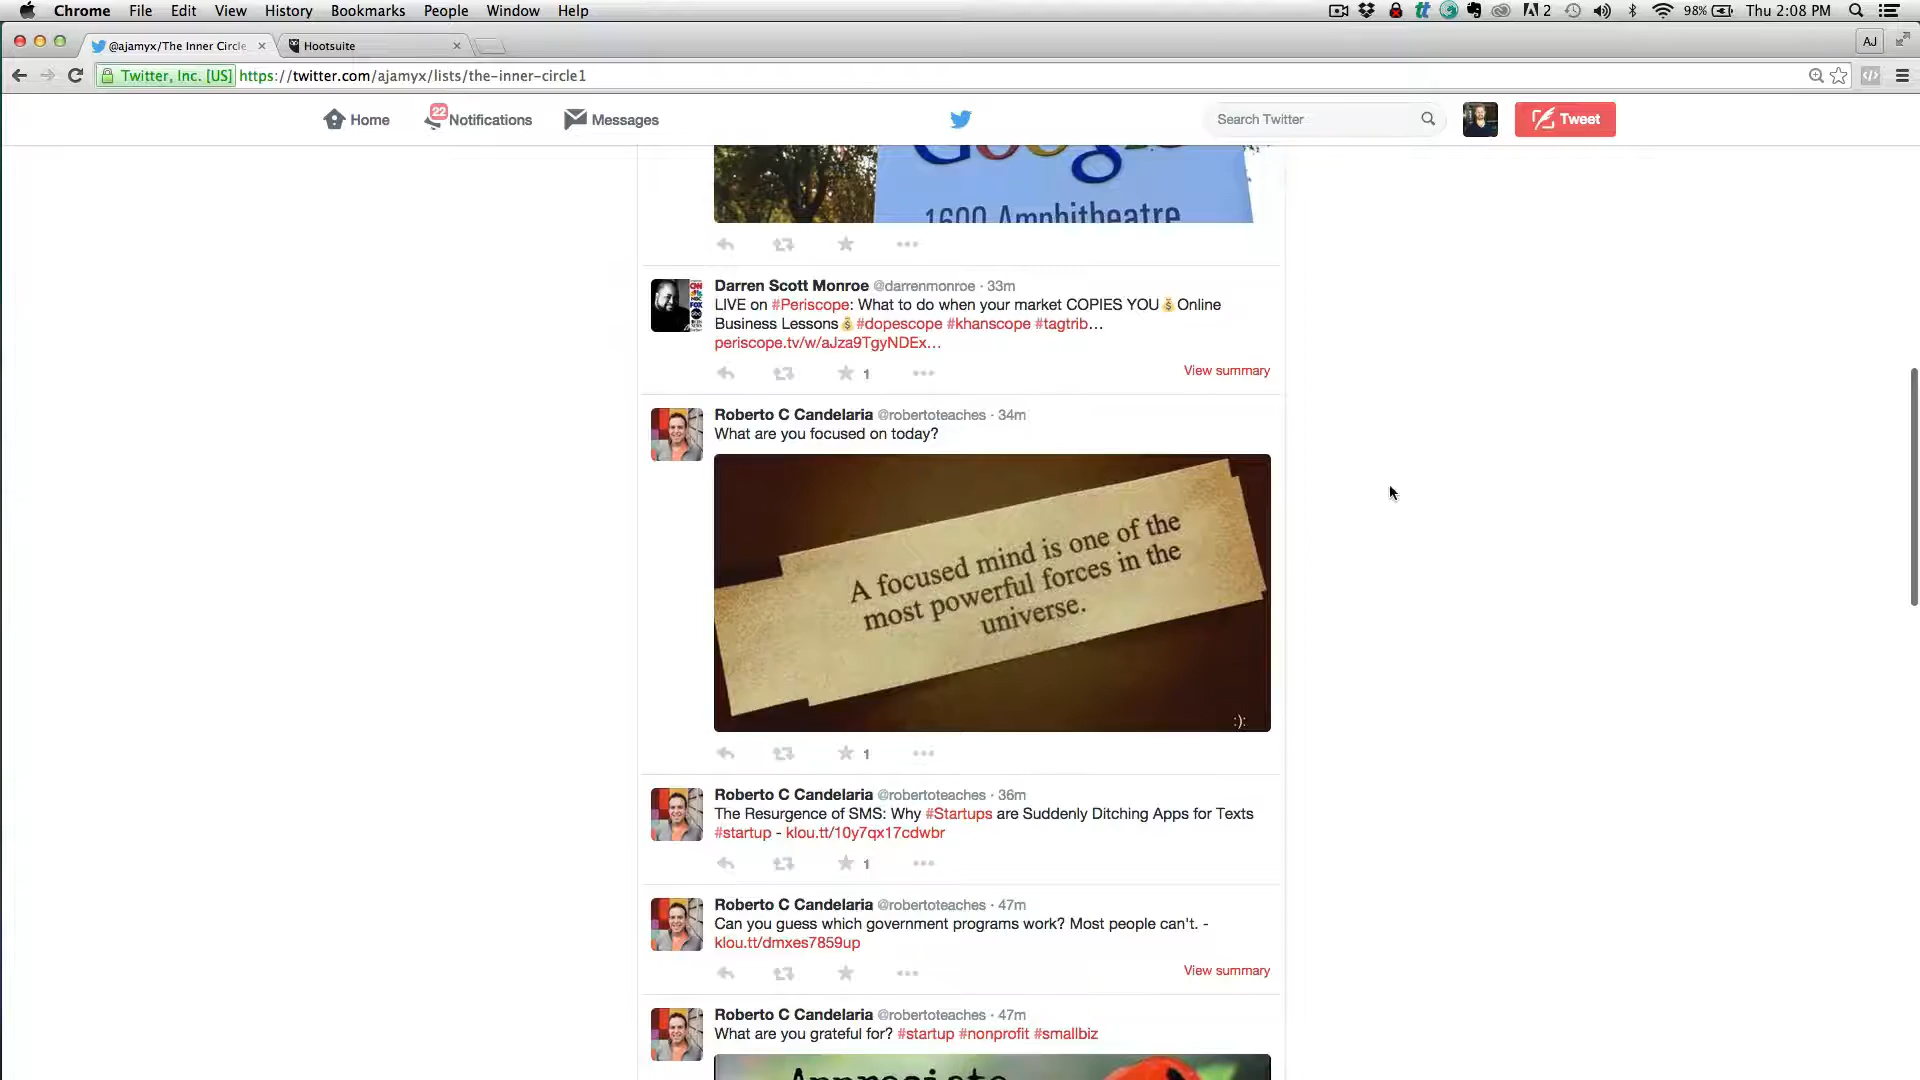 Chrome File Edit View History Bookmarks People Window Help
2 98% Thu 2:08 PM
@ajamyx/The Inner Circle Hootsuite AJ
Twitter, Inc. [US] https://twitter.com/ajamyx/lists/the-inner-circle1
Home 22 Notifications Messages Search Twitter Tweet
Google
1600 Amphitheatre
Darren Scott Monroe @darrenmonroe · 33m
LIVE on #Periscope: What to do when your market COPIES YOU💰Online
Business Lessons💰#dopescope #khanscope #tagtrib…
periscope.tv/w/aJza9TgyNDEx…
1 View summary
Roberto C Candelaria @robertoteaches · 34m
What are you focused on today?
A focused mind is one of the
most powerful forces in the
universe.
:):
1
Roberto C Candelaria @robertoteaches · 36m
The Resurgence of SMS: Why #Startups are Suddenly Ditching Apps for Texts
#startup - klou.tt/10y7qx17cdwbr
1
Roberto C Candelaria @robertoteaches · 47m
Can you guess which government programs work? Most people can't. -
klou.tt/dmxes7859up
View summary
Roberto C Candelaria @robertoteaches · 47m
What are you grateful for? #startup #nonprofit #smallbiz
Appreciate